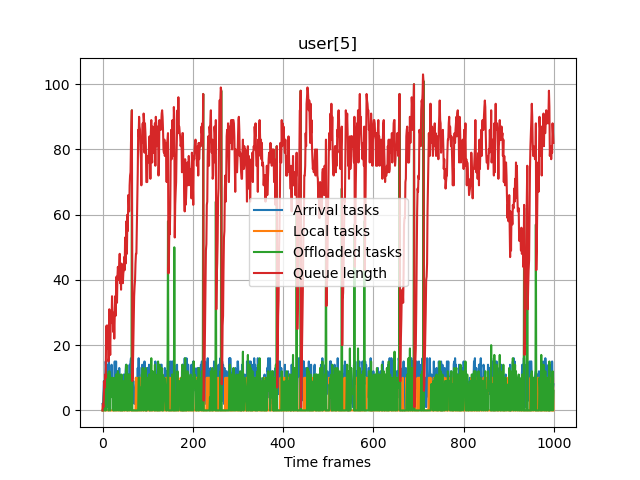 user[5]
100
80
60
40
20
0
Arrival tasks
Local tasks
Offloaded tasks
Queue length
0 200 400 600 800 1000
Time frames